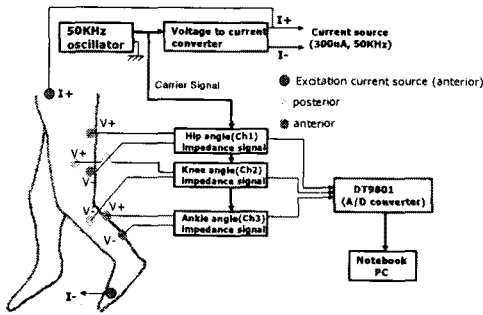 I+
50KHz
oscillator
Voltage to current
converter
Current source
(300uA, 50KHz)
I-
Carrier Signal
Excitation current source (anterior)
posterior
anterior
I+
V+
V+
V-
V-
V+
V-
I-
Hip angle(Ch1)
Impedance signal
Knee angle(Ch2)
Impedance signal
Ankle angle(Ch3)
Impedance signal
DT9801
(A/D converter)
Notebook
PC